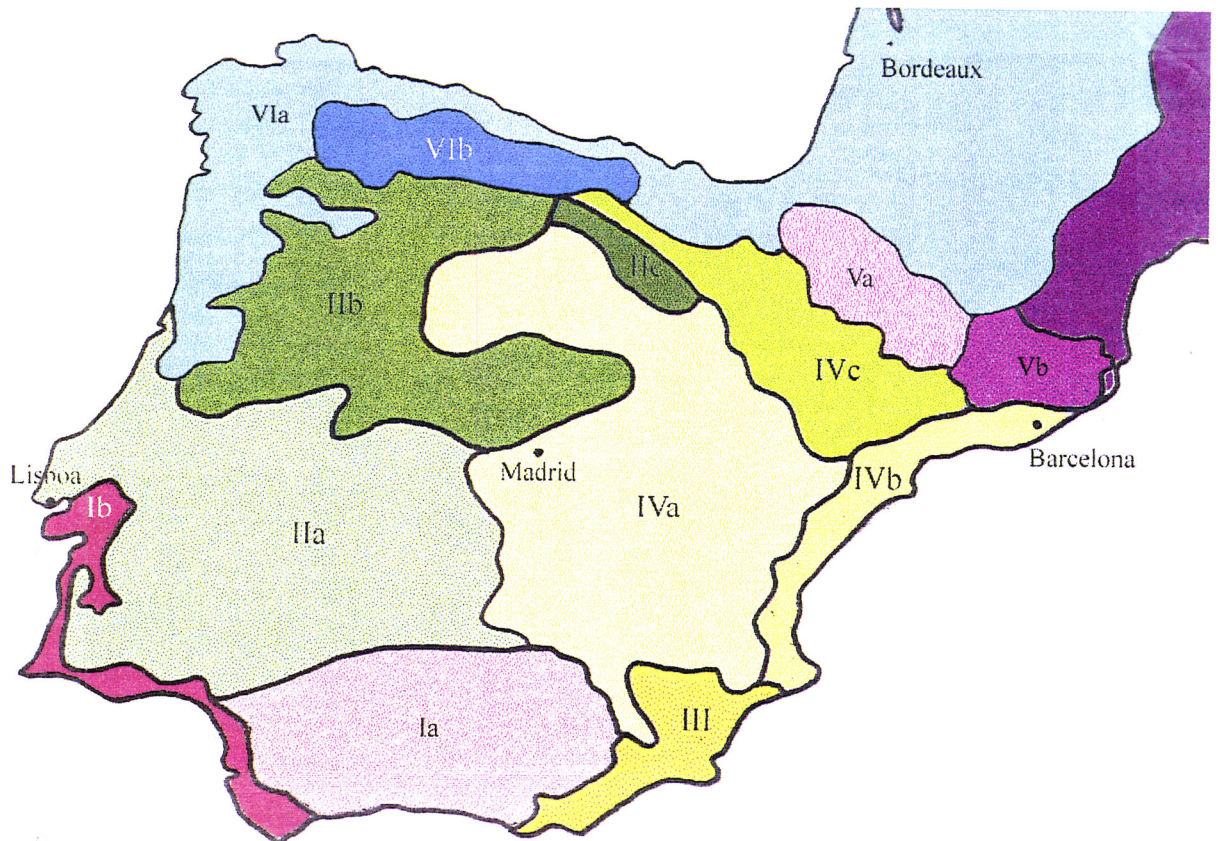 Bordeaux
VIa
VIb
IIc
Va
IIb
IVc
Vb
Lisboa
Madrid
Barcelona
IVb
Ib
IVa
IIa
III
Ia